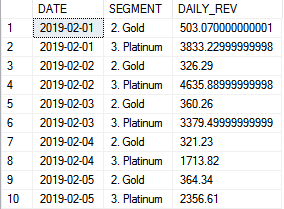 DATE SEGMENT DAILY_REV
1 2019-02-01 2. Gold 503.070000000001
2 2019-02-01 3. Platinum 3833.22999999998
3 2019-02-02 2. Gold 326.29
4 2019-02-02 3. Platinum 4635.88999999998
5 2019-02-03 2. Gold 360.26
6 2019-02-03 3. Platinum 3379.49999999999
7 2019-02-04 2. Gold 321.23
8 2019-02-04 3. Platinum 1713.82
9 2019-02-05 2. Gold 364.34
10 2019-02-05 3. Platinum 2356.61